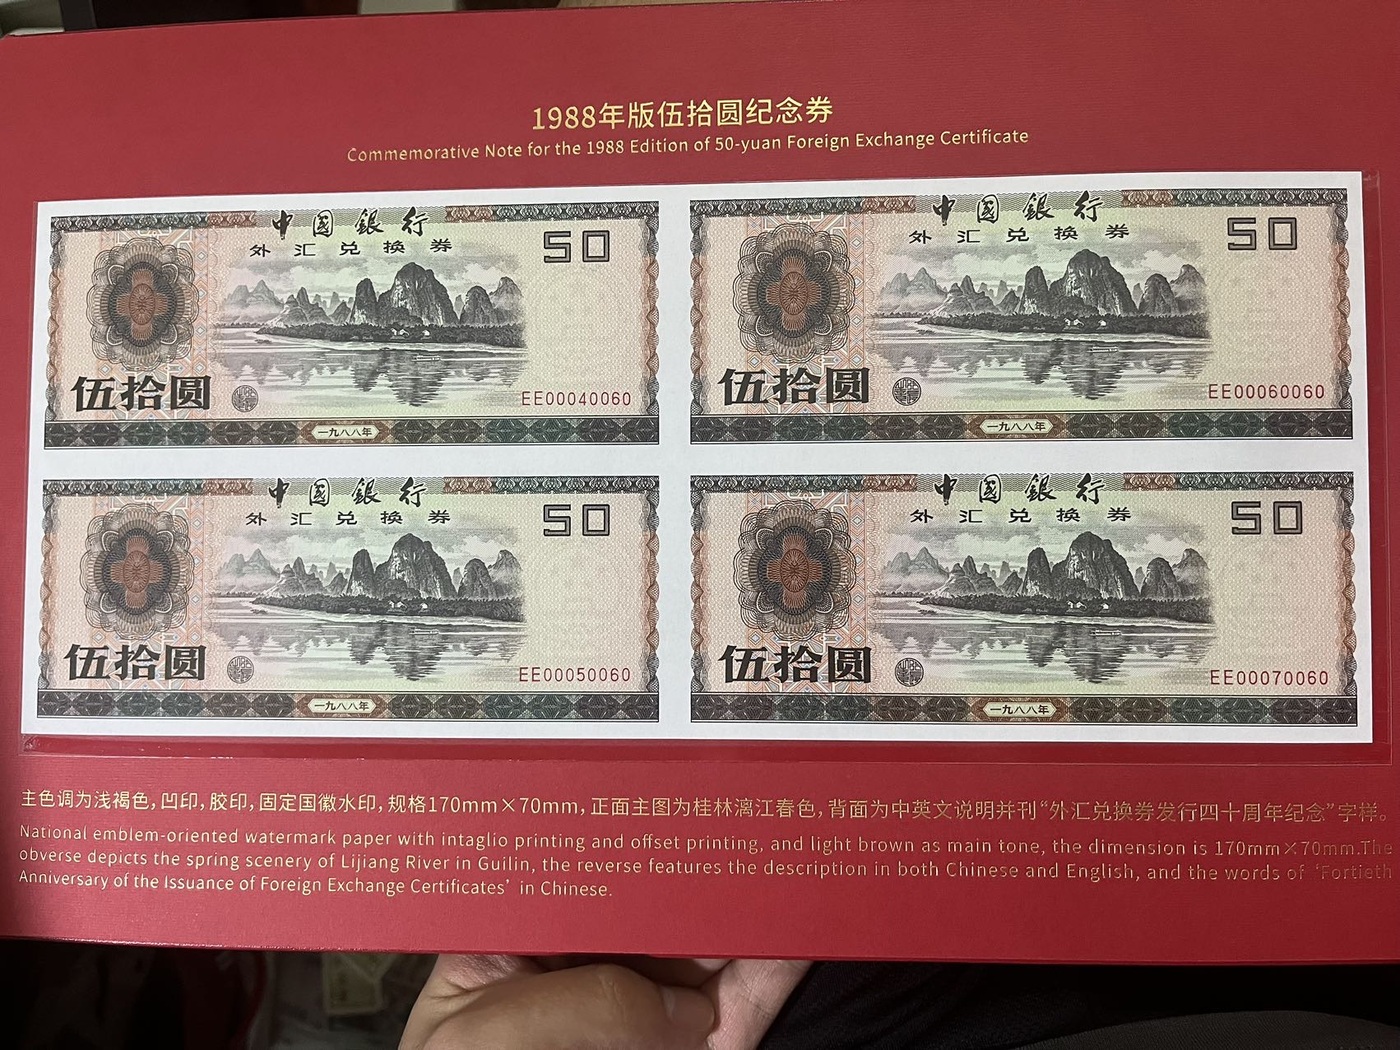 1988年版伍拾圆纪念券
Commemorative Note for the 1988 Edition of 50-yuan Foreign Exchange Certificate
中國銀行
外汇兑换券
50
伍拾圆
EE00040060
一九八八年
中國銀行
外汇兑换券
50
伍拾圆
EE00060060
一九八八年
中國銀行
外汇兑换券
50
伍拾圆
EE00050060
一九八八年
中國銀行
外汇兑换券
50
伍拾圆
EE00070060
一九八八年
主色调为浅褐色，凹印，胶印，固定国徽水印，规格170mm×70mm，正面主图为桂林漓江春色，背面为中英文说明并刊“外汇兑换券发行四十周年纪念”字样。
National emblem-oriented watermark paper with intaglio printing and offset printing, and light brown as main tone, the dimension is 170mm×70mm.The
obverse depicts the spring scenery of Lijiang River in Guilin, the reverse features the description in both Chinese and English, and the words of ‘Fortieth
Anniversary of the Issuance of Foreign Exchange Certificates’ in Chinese.